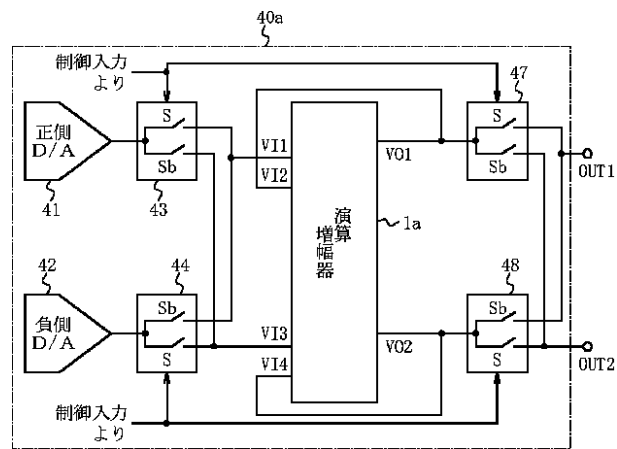 40a
制御入力
より
47
正側
D/A
S
Sb
VI1
VI2
VO1
S
Sb
OUT1
41
43
演算
増幅器
1a
42
44
48
負側
D/A
Sb
S
VI3
VI4
VO2
Sb
S
OUT2
制御入力
より